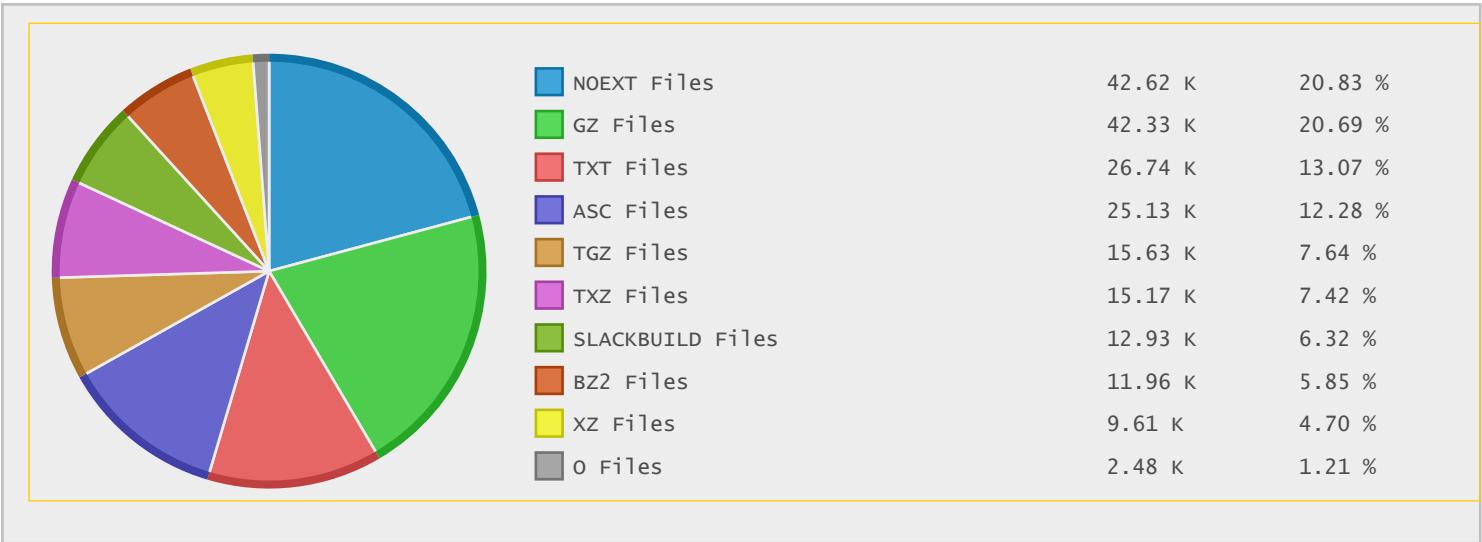 NOEXT Files 42.62 K 20.83 %
GZ Files 42.33 K 20.69 %
TXT Files 26.74 K 13.07 %
ASC Files 25.13 K 12.28 %
TGZ Files 15.63 K 7.64 %
TXZ Files 15.17 K 7.42 %
SLACKBUILD Files 12.93 K 6.32 %
BZ2 Files 11.96 K 5.85 %
XZ Files 9.61 K 4.70 %
O Files 2.48 K 1.21 %